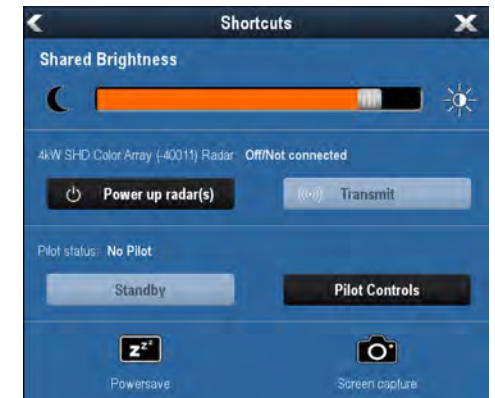 Shortcuts
Shared Brightness
4kW SHD Color Array (-40011) Radar: Off/Not connected
Power up radar(s)
Transmit
Pilot status: No Pilot
Standby
Pilot Controls
zzz
Powersave
Screen capture